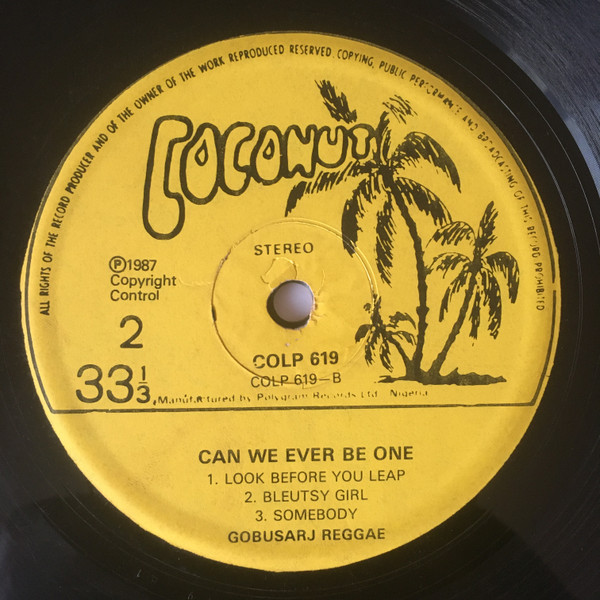 ALL RIGHTS OF THE RECORD PRODUCER AND OF THE OWNER OF THE WORK REPRODUCED RESERVED. COPYING, PUBLIC PERFORMANCE AND BROADCASTING OF THIS RECORD PROHIBITED
COCONUT
STEREO
℗1987
Copyright
Control
2
33 1/3
COLP 619
COLP 619-B
Manufactured by Polygram Records Ltd. Nigeria
CAN WE EVER BE ONE
1. LOOK BEFORE YOU LEAP
2. BLEUTSY GIRL
3. SOMEBODY
GOBUSARJ REGGAE